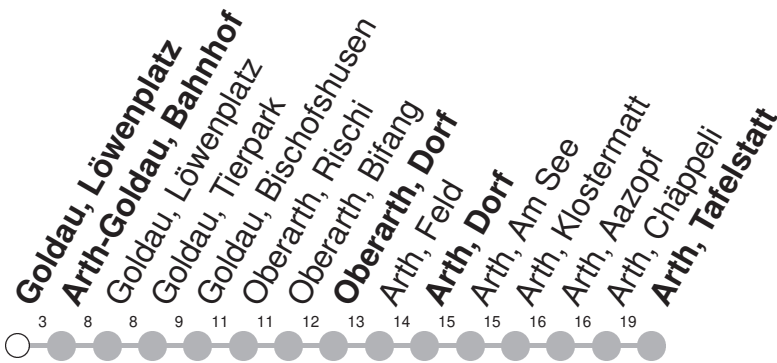 Goldau, Löwenplatz
Arth-Goldau, Bahnhof
Goldau, Löwenplatz
Goldau, Tierpark
Goldau, Bischofshusen
Oberarth, Rischi
Oberarth, Bifang
Oberarth, Dorf
Arth, Feld
Arth, Dorf
Arth, Am See
Arth, Klostermatt
Arth, Aazopf
Arth, Chäppeli
Arth, Tafelstatt
3 8 8 9 11 11 12 13 14 15 15 16 16 19